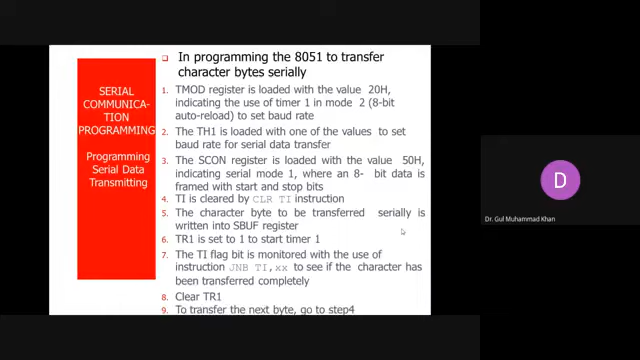 SERIAL
COMMUNICA-
TION
PROGRAMMING
Programming
Serial Data
Transmitting
In programming the 8051 to transfer
character bytes serially
1. TMOD register is loaded with the value 20H,
indicating the use of timer 1 in mode 2 (8-bit
auto-reload) to set baud rate
2. The TH1 is loaded with one of the values to set
baud rate for serial data transfer
3. The SCON register is loaded with the value 50H,
indicating serial mode 1, where an 8- bit data is
framed with start and stop bits
4. TI is cleared by CLR TI instruction
5. The character byte to be transferred serially is
written into SBUF register
6. TR1 is set to 1 to start timer 1
7. The TI flag bit is monitored with the use of
instruction JNB TI,xx to see if the character has
been transferred completely
8. Clear TR1
9. To transfer the next byte, go to step4
D
Dr. Gul Muhammad Khan